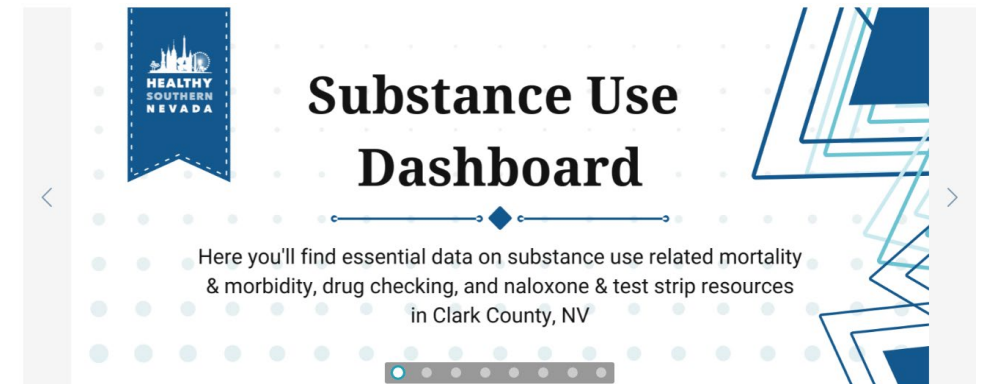 HEALTHY
SOUTHERN
NEVADA
Substance Use
Dashboard
Here you'll find essential data on substance use related mortality
& morbidity, drug checking, and naloxone & test strip resources
in Clark County, NV